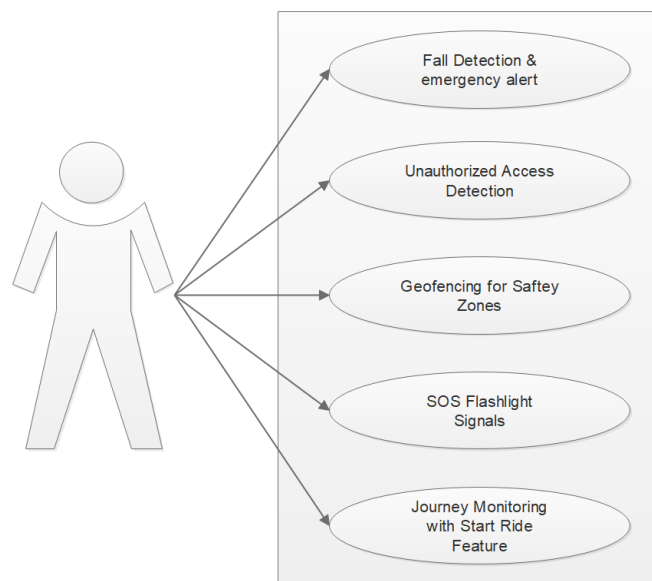 Fall Detection &
emergency alert
Unauthorized Access
Detection
Geofencing for Saftey
Zones
SOS Flashlight
Signals
Journey Monitoring
with Start Ride
Feature